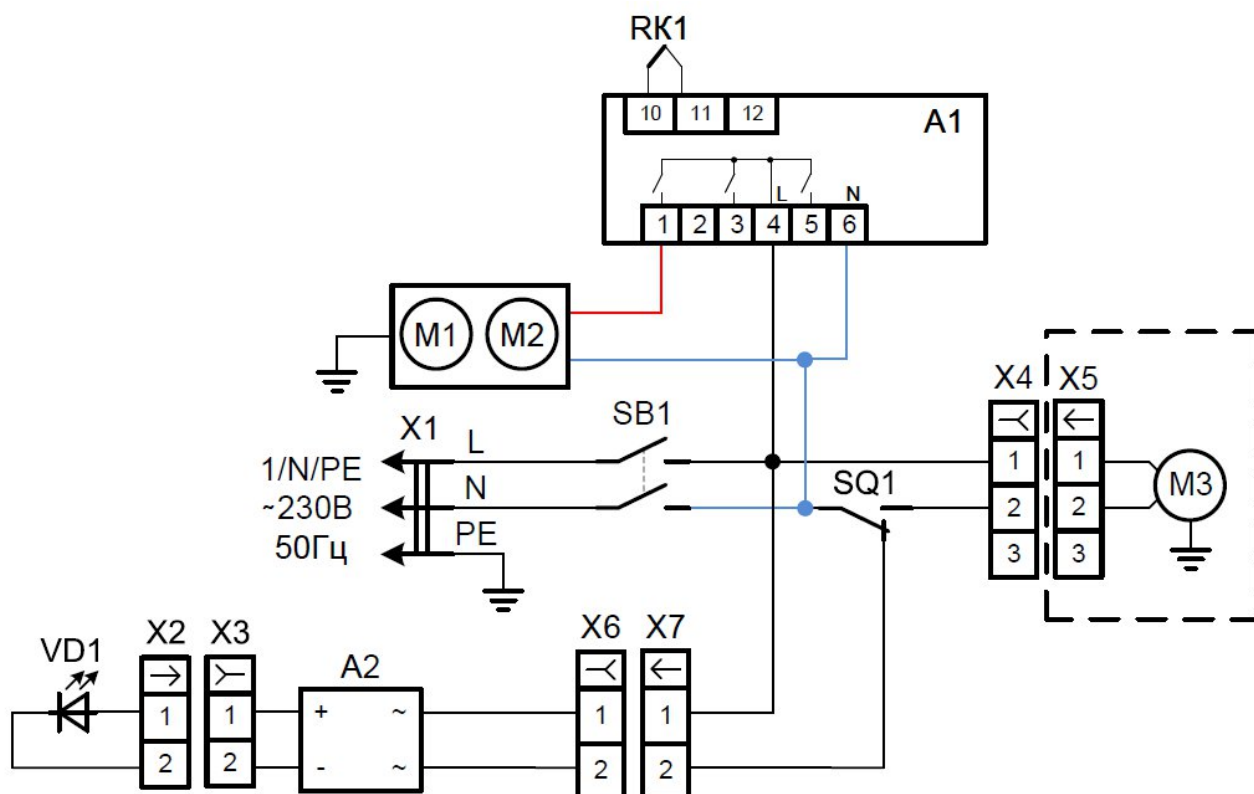 RK1
10 11 12
A1
L N
1 2 3 4 5 6
M1 M2
X4 X5
X1 L SB1
1/N/PE
1 1
N SQ1 M3
~230В
2 2
PE
50Гц
3 3
X6 X7
X2 X3
VD1 A2
1 1 + ~ 1 1
2 2 - ~ 2 2